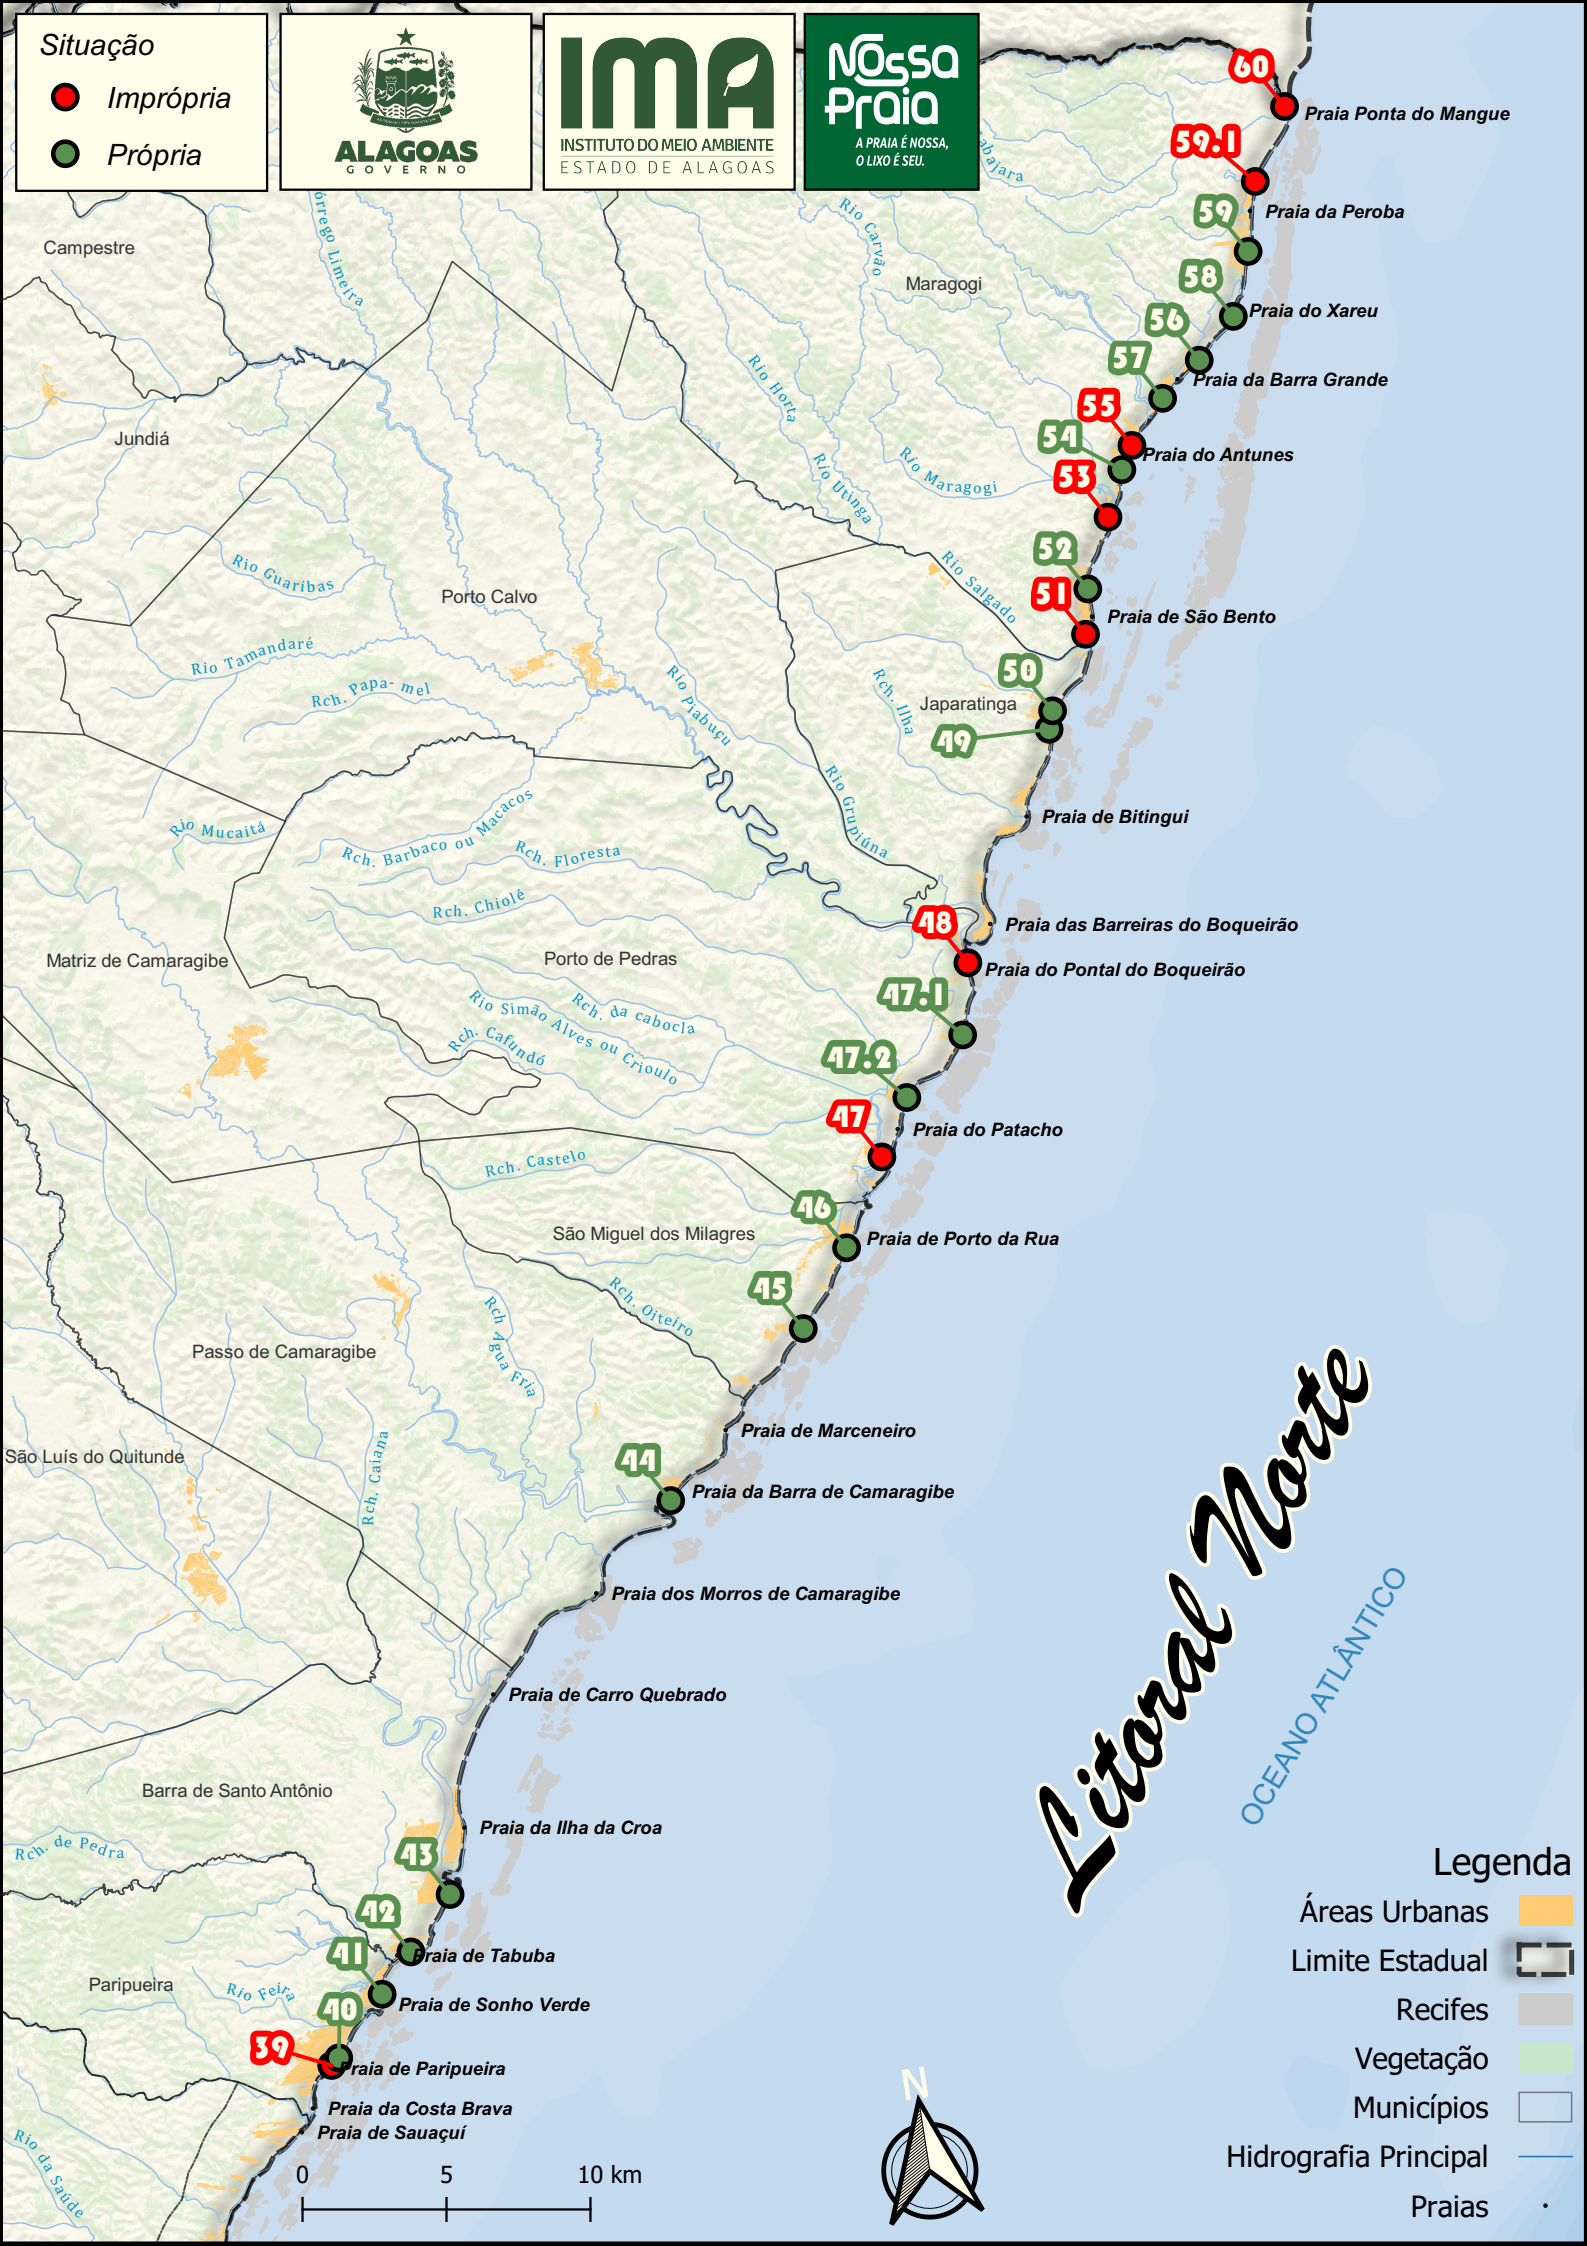 Situação
Imprópria
Própria
ALAGOAS
GOVERNO
IMA
INSTITUTO DO MEIO AMBIENTE
ESTADO DE ALAGOAS
Nossa
Praia
A PRAIA É NOSSA,
O LIXO É SEU.
60
Praia Ponta do Mangue
59.1
Praia da Peroba
59
58
Praia do Xareu
56
57
Praia da Barra Grande
55
54
Praia do Antunes
53
52
51
Praia de São Bento
50
49
Praia de Bitingui
Praia das Barreiras do Boqueirão
48
Praia do Pontal do Boqueirão
47.1
47.2
Praia do Patacho
47
46
Praia de Porto da Rua
45
Praia de Marceneiro
44
Praia da Barra de Camaragibe
Praia dos Morros de Camaragibe
Praia de Carro Quebrado
Praia da Ilha da Croa
43
42
Praia de Tabuba
41
Praia de Sonho Verde
40
39
Praia de Paripueira
Praia da Costa Brava
Praia de Sauaçuí
Campestre
Jundiá
Maragogi
Porto Calvo
Japaratinga
Matriz de Camaragibe
Porto de Pedras
São Miguel dos Milagres
Passo de Camaragibe
São Luís do Quitunde
Barra de Santo Antônio
Paripueira
órrego Limeira
Rio Carvão
abajara
Rio Horta
Rio Utinga
Rio Maragogi
Rio Salgado
Rio Guaribas
Rio Tamandaré
Rch. Papa- mel
Rio Piabuçu
Rch. Ilha
Rio Grupiúna
Rio Mucaitá
Rch. Barbaco ou Macacos
Rch. Floresta
Rch. Chiolé
Rio Simão Alves ou Crioulo
Rch. da cabocla
Rch. Cafundó
Rch. Castelo
Rch. Oiteiro
Rch Água Fria
Rch. Caiana
Rch. de Pedra
Rio Feira
Rio da Saúde
Litoral Norte
OCEANO ATLÂNTICO
Legenda
Áreas Urbanas
Limite Estadual
Recifes
Vegetação
Municípios
Hidrografia Principal
Praias
N
0 5 10 km